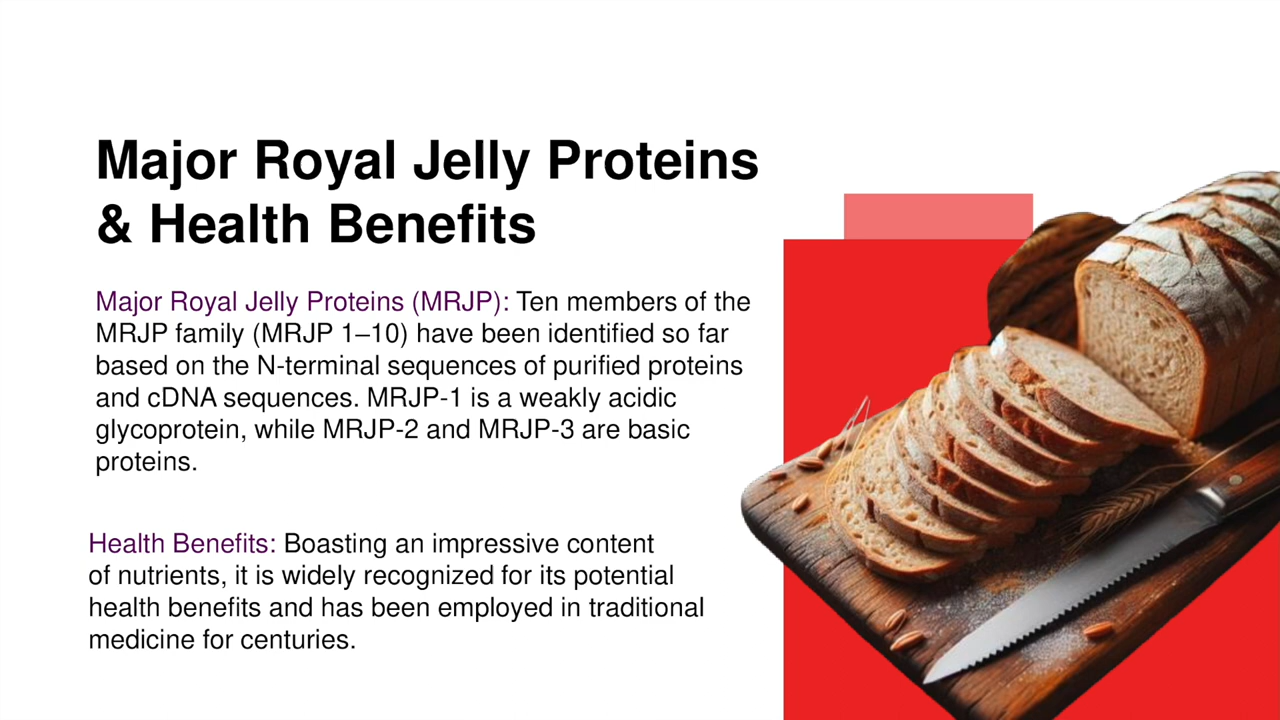 Major Royal Jelly Proteins
& Health Benefits
Major Royal Jelly Proteins (MRJP): Ten members of the
MRJP family (MRJP 1–10) have been identified so far
based on the N-terminal sequences of purified proteins
and cDNA sequences. MRJP-1 is a weakly acidic
glycoprotein, while MRJP-2 and MRJP-3 are basic
proteins.
Health Benefits: Boasting an impressive content
of nutrients, it is widely recognized for its potential
health benefits and has been employed in traditional
medicine for centuries.